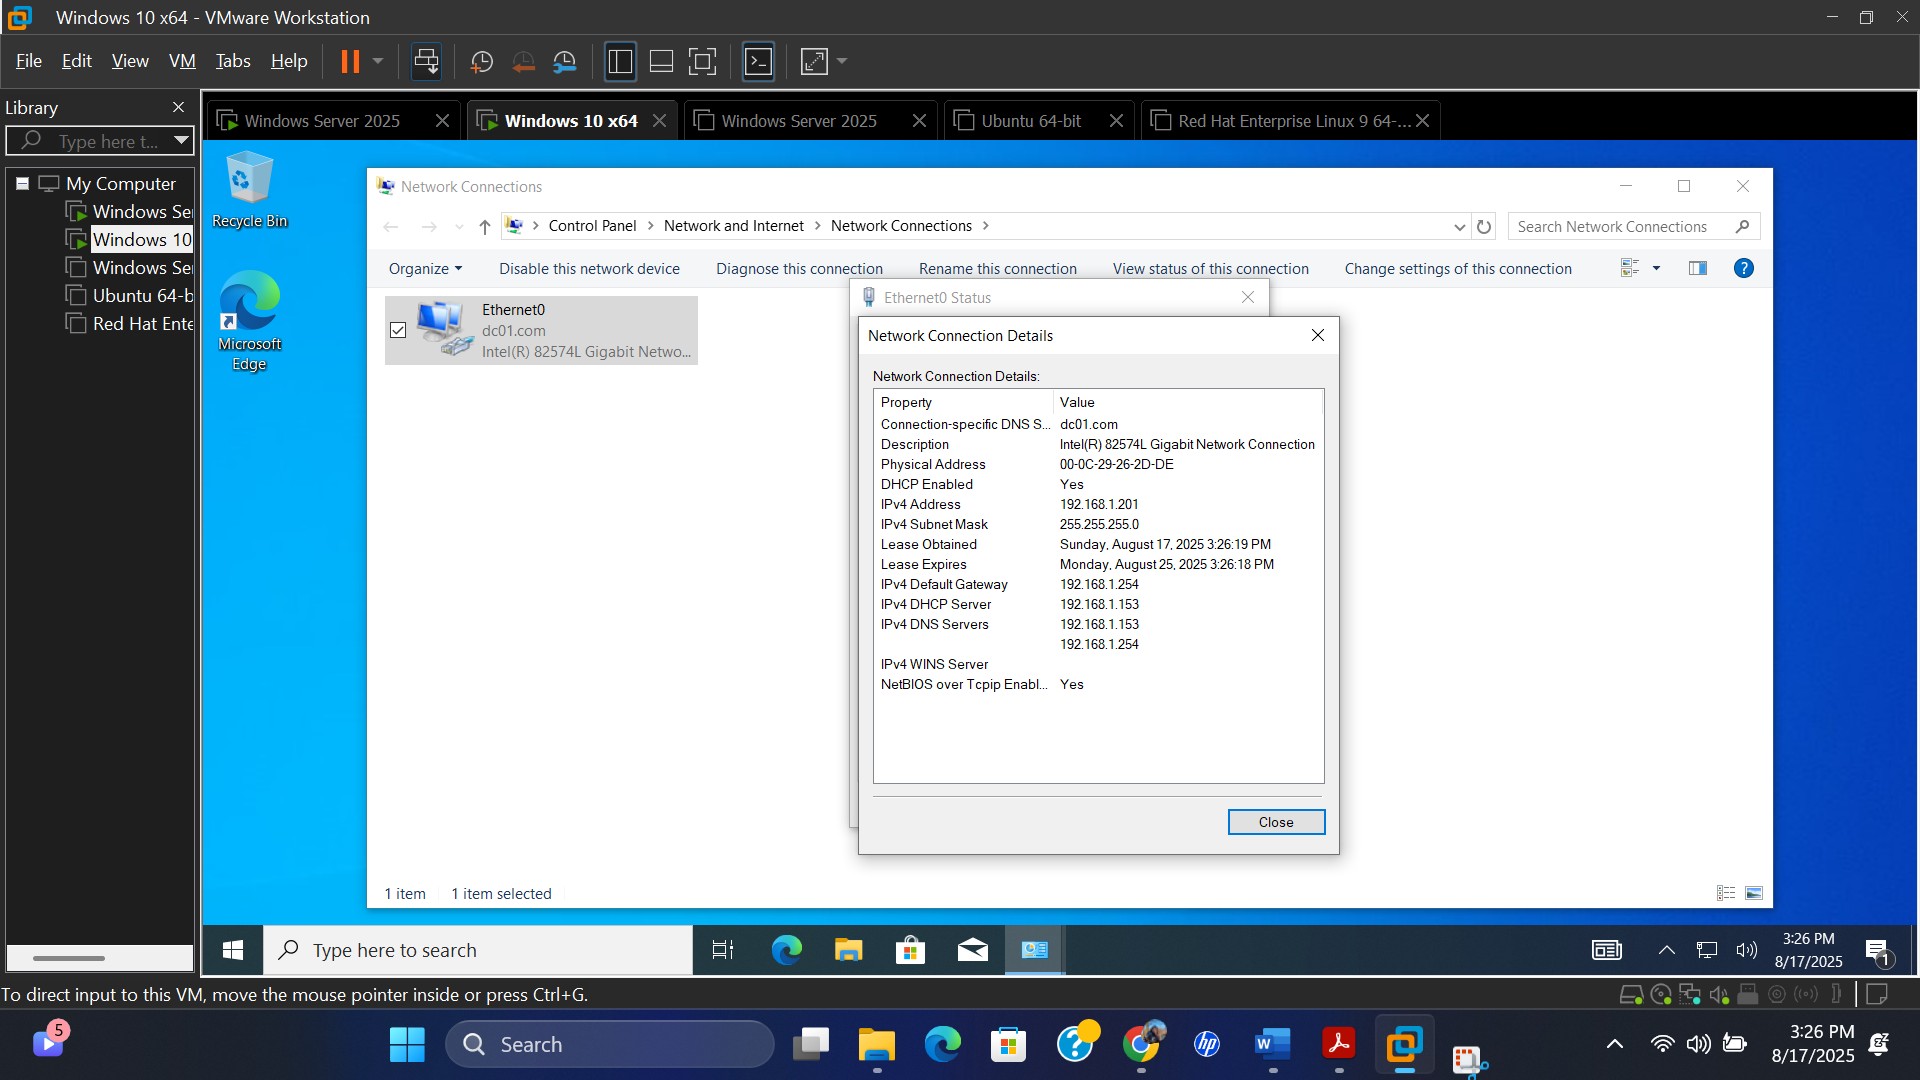 Windows 10 x64 - VMware Workstation
File Edit View VM Tabs Help
Library
Type here t...
My Computer
Windows Se
Windows 10
Windows Se
Ubuntu 64-b
Red Hat Ente
Windows Server 2025
Windows 10 x64
Windows Server 2025
Ubuntu 64-bit
Red Hat Enterprise Linux 9 64-...
Recycle Bin
Microsoft
Edge
Network Connections
Control Panel > Network and Internet > Network Connections >
Search Network Connections
Organize Disable this network device Diagnose this connection Rename this connection View status of this connection Change settings of this connection
Ethernet0
dc01.com
Intel(R) 82574L Gigabit Netwo...
Ethernet0 Status
Network Connection Details
Network Connection Details:
Property Value
Connection-specific DNS S... dc01.com
Description Intel(R) 82574L Gigabit Network Connection
Physical Address 00-0C-29-26-2D-DE
DHCP Enabled Yes
IPv4 Address 192.168.1.201
IPv4 Subnet Mask 255.255.255.0
Lease Obtained Sunday, August 17, 2025 3:26:19 PM
Lease Expires Monday, August 25, 2025 3:26:18 PM
IPv4 Default Gateway 192.168.1.254
IPv4 DHCP Server 192.168.1.153
IPv4 DNS Servers 192.168.1.153
192.168.1.254
IPv4 WINS Server
NetBIOS over Tcpip Enabl... Yes
Close
1 item 1 item selected
Type here to search
3:26 PM
8/17/2025
1
To direct input to this VM, move the mouse pointer inside or press Ctrl+G.
5
Search
hp
W
3:26 PM
8/17/2025